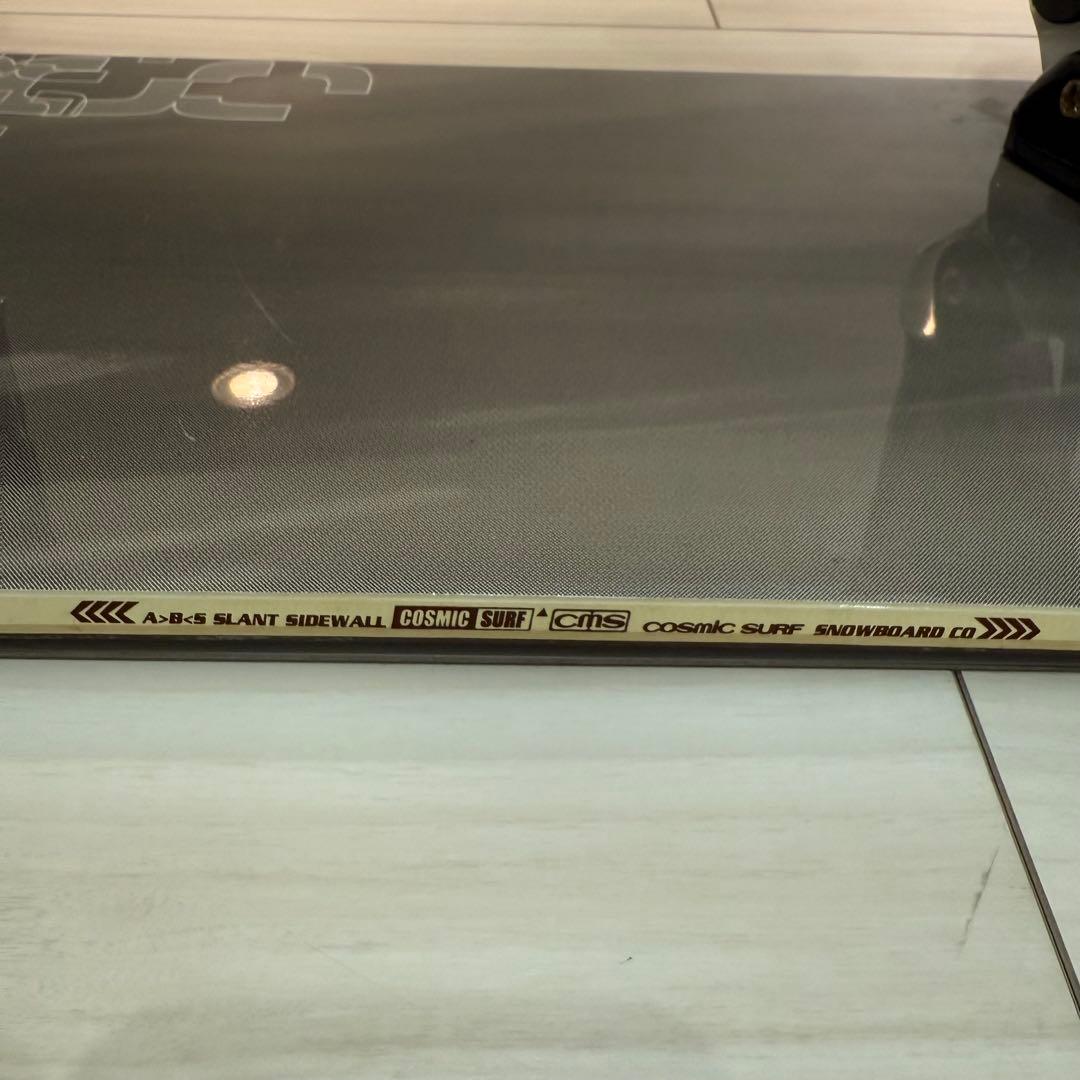 <<<< A>B<S SLANT SIDEWALL COSMIC SURF ▲ cms cosmic SURF SNOWBOARD CO >>>>